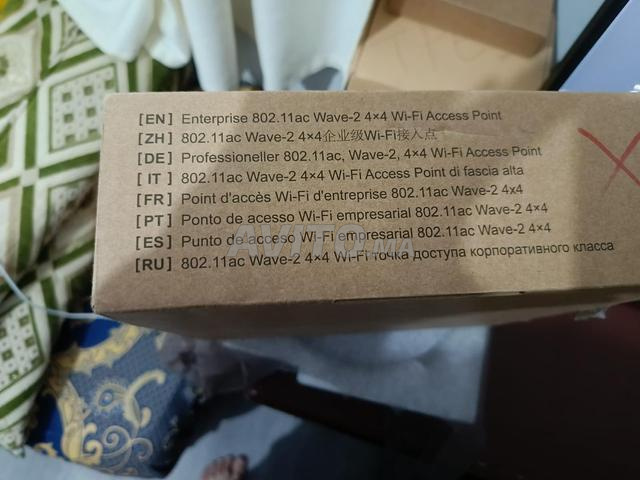 [EN] Enterprise 802.11ac Wave-2 4×4 Wi-Fi Access Point
[ZH] 802.11ac Wave-2 4×4企业级Wi-Fi接入点
[DE] Professioneller 802.11ac, Wave-2, 4×4 Wi-Fi Access Point
[IT] 802.11ac Wave-2 4×4 Wi-Fi Access Point di fascia alta
[FR] Point d'accès Wi-Fi d'entreprise 802.11ac Wave-2 4x4
[PT] Ponto de acesso Wi-Fi empresarial 802.11ac Wave-2 4×4
[ES] Punto de acceso Wi-Fi empresarial 802.11ac Wave-2 4×4
AVITO.MA
[RU] 802.11ac Wave-2 4×4 Wi-Fi точка доступа корпоративного класса